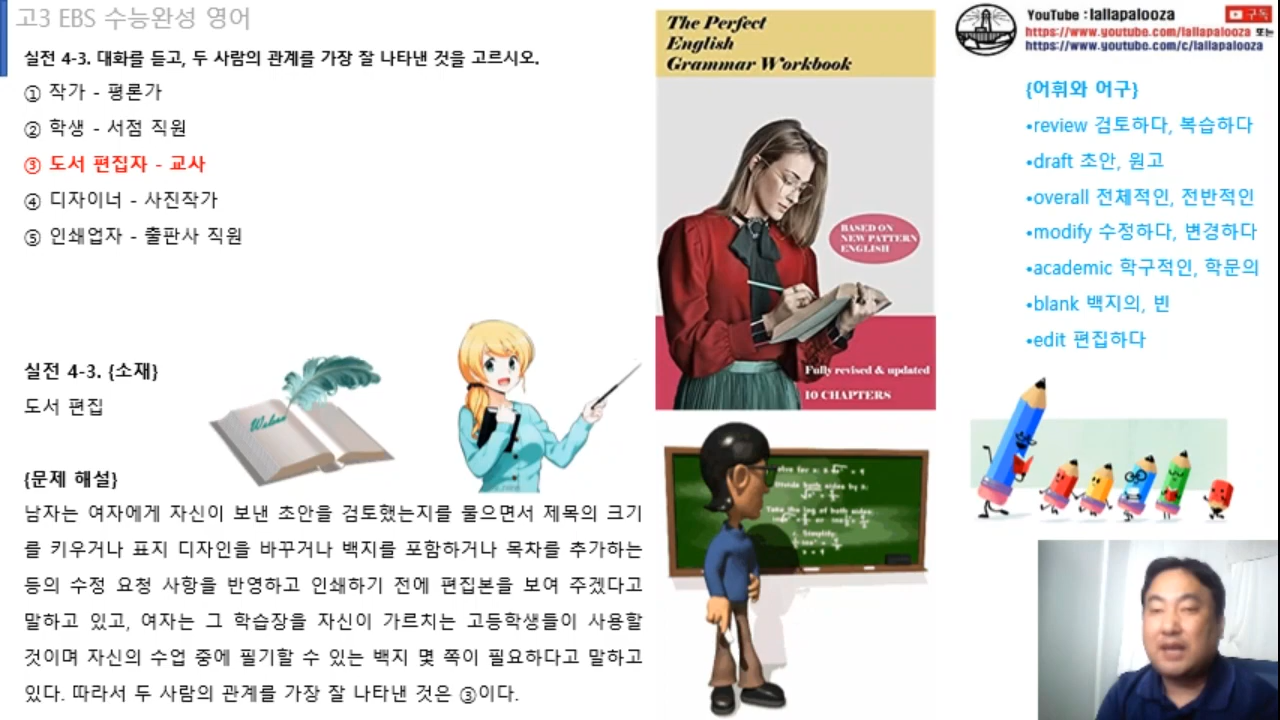 고3 EBS 수능완성 영어
실전 4-3. 대화를 듣고, 두 사람의 관계를 가장 잘 나타낸 것을 고르시오.
① 작가 - 평론가
② 학생 - 서점 직원
③ 도서 편집자 - 교사
④ 디자이너 - 사진작가
⑤ 인쇄업자 - 출판사 직원
실전 4-3. {소재}
도서 편집
{문제 해설}
남자는 여자에게 자신이 보낸 초안을 검토했는지를 물으면서 제목의 크기
를 키우거나 표지 디자인을 바꾸거나 백지를 포함하거나 목차를 추가하는
등의 수정 요청 사항을 반영하고 인쇄하기 전에 편집본을 보여 주겠다고
말하고 있고, 여자는 그 학습장을 자신이 가르치는 고등학생들이 사용할
것이며 자신의 수업 중에 필기할 수 있는 백지 몇 쪽이 필요하다고 말하고
있다. 따라서 두 사람의 관계를 가장 잘 나타낸 것은 ③이다.
The Perfect
English
Grammar Workbook
BASED ON
NEW PATTERN
ENGLISH
Fully revised & updated
10 CHAPTERS
YouTube : lallapalooza
구독
https://www.youtube.com/lallapalooza 또는
https://www.youtube.com/c/lallapalooza
{어휘와 어구}
•review 검토하다, 복습하다
•draft 초안, 원고
•overall 전체적인, 전반적인
•modify 수정하다, 변경하다
•academic 학구적인, 학문의
•blank 백지의, 빈
•edit 편집하다